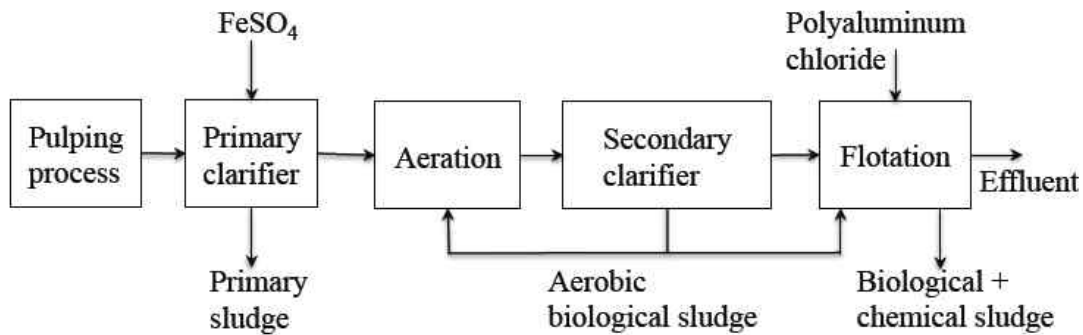 FeSO₄
Polyaluminum
chloride
Pulping
process
Primary
clarifier
Aeration
Secondary
clarifier
Flotation
Effluent
Primary
sludge
Aerobic
biological sludge
Biological +
chemical sludge